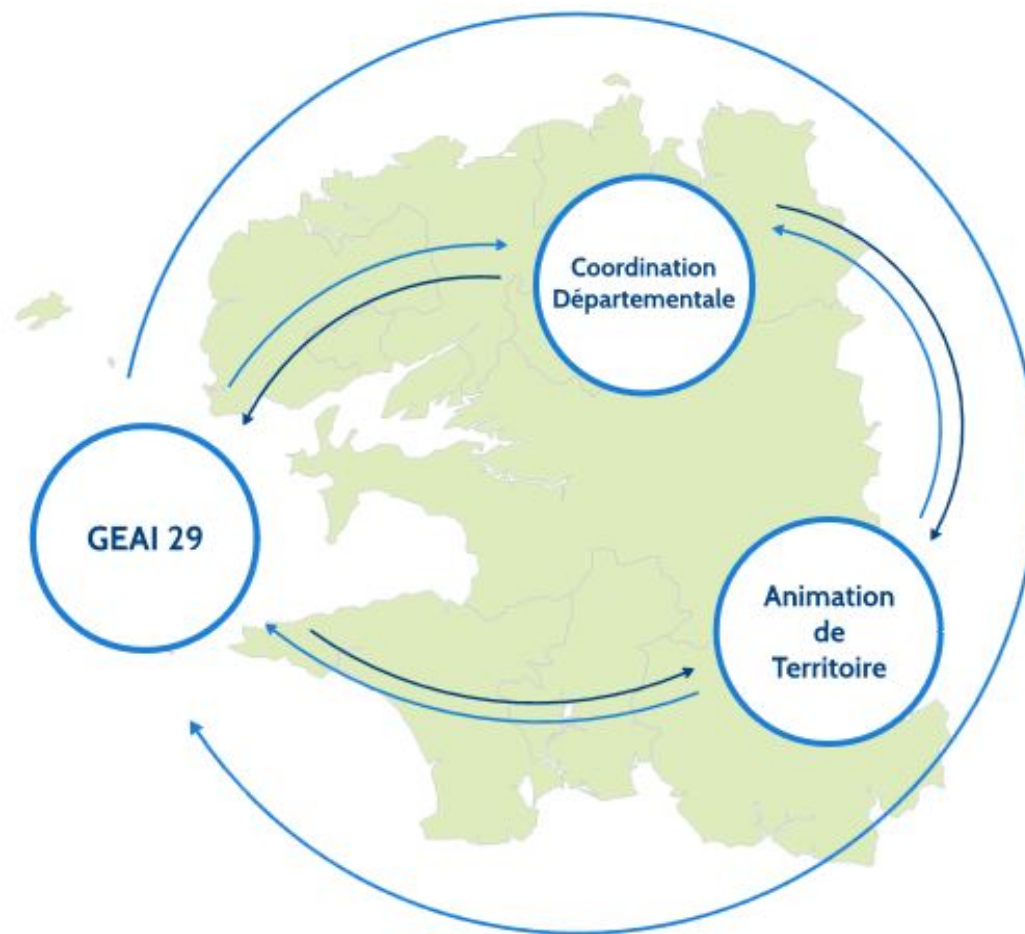 Coordination
Départementale
GEAI 29
Animation
de
Territoire